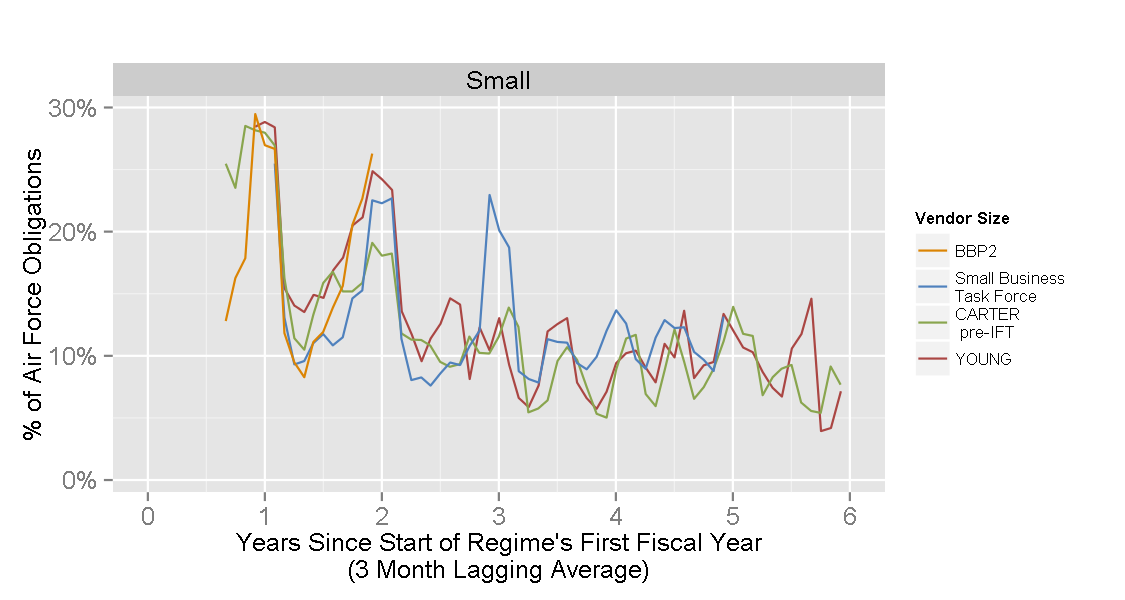 Small
30%
20%
10%
0%
% of Air Force Obligations
0 1 2 3 4 5 6
Years Since Start of Regime's First Fiscal Year
(3 Month Lagging Average)
Vendor Size
BBP2
Small Business
Task Force
CARTER
pre-IFT
YOUNG